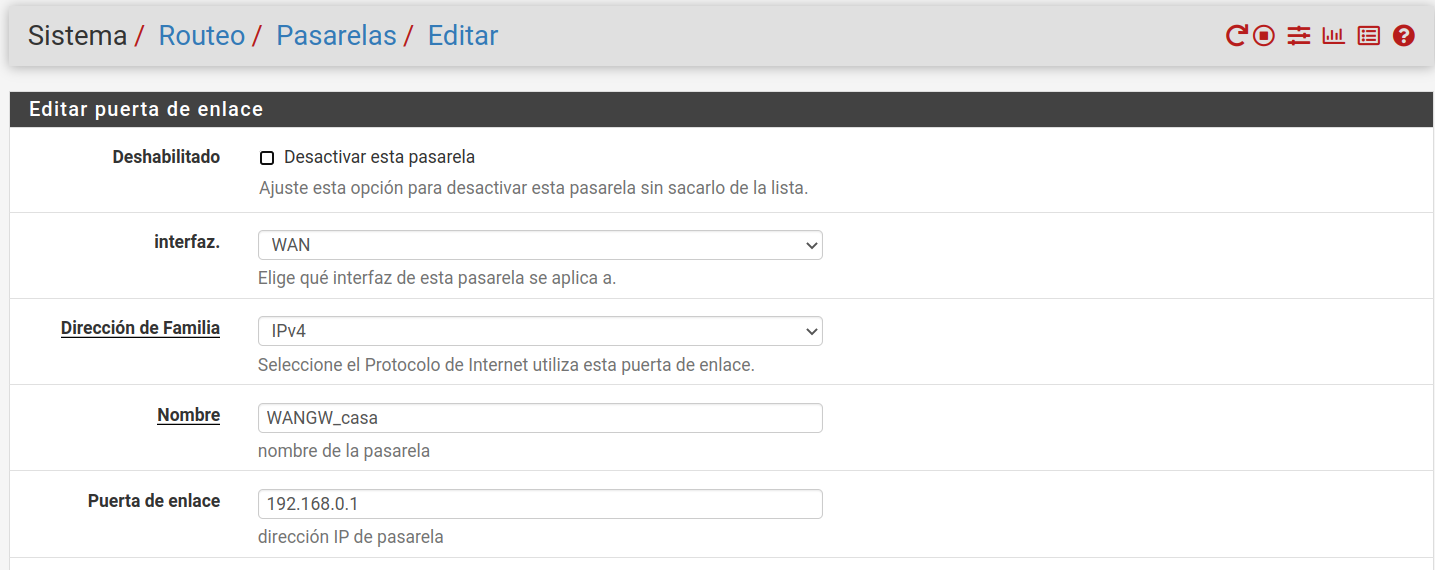 Sistema / Routeo / Pasarelas / Editar
Editar puerta de enlace
Deshabilitado Desactivar esta pasarela
Ajuste esta opción para desactivar esta pasarela sin sacarlo de la lista.
interfaz. WAN
Elige qué interfaz de esta pasarela se aplica a.
Dirección de Familia IPv4
Seleccione el Protocolo de Internet utiliza esta puerta de enlace.
Nombre WANGW_casa
nombre de la pasarela
Puerta de enlace 192.168.0.1
dirección IP de pasarela